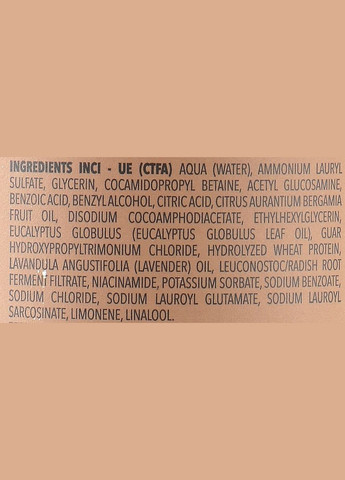 INGREDIENTS INCI - UE (CTFA) AQUA (WATER), AMMONIUM LAURYL
SULFATE, GLYCERIN, COCAMIDOPROPYL BETAINE, ACETYL GLUCOSAMINE,
BENZOIC ACID, BENZYL ALCOHOL, CITRIC ACID, CITRUS AURANTIUM BERGAMIA
FRUIT OIL, DISODIUM COCOAMPHODIACETATE, ETHYLHEXYLGLYCERIN,
EUCALYPTUS GLOBULUS (EUCALYPTUS GLOBULUS LEAF OIL), GUAR
HYDROXYPROPYLTRIMONIUM CHLORIDE, HYDROLYZED WHEAT PROTEIN,
LAVANDULA ANGUSTIFOLIA (LAVENDER) OIL, LEUCONOSTOC/RADISH ROOT
FERMENT FILTRATE, NIACINAMIDE, POTASSIUM SORBATE, SODIUM BENZOATE,
SODIUM CHLORIDE, SODIUM LAUROYL GLUTAMATE, SODIUM LAUROYL
SARCOSINATE, LIMONENE, LINALOOL.